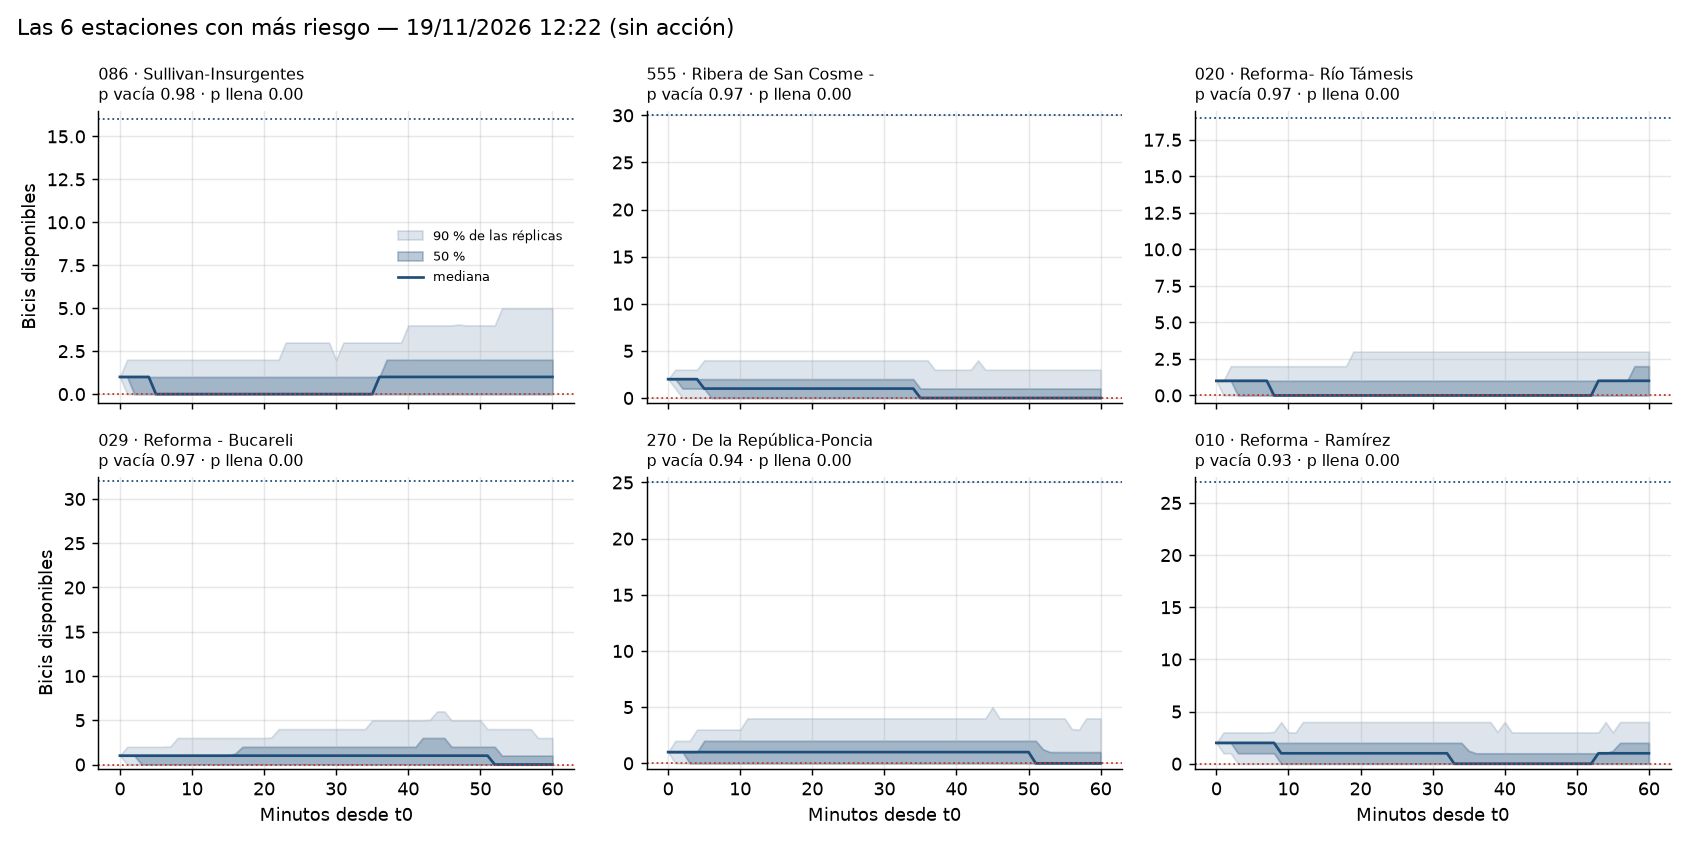 Las 6 estaciones con más riesgo — 19/11/2026 12:22 (sin acción)
086 · Sullivan-Insurgentes
p vacía 0.98 · p llena 0.00
15.0
12.5
10.0
7.5
5.0
2.5
0.0
Bicis disponibles
90 % de las réplicas
50 %
mediana
555 · Ribera de San Cosme -
p vacía 0.97 · p llena 0.00
30
25
20
15
10
5
0
020 · Reforma- Río Támesis
p vacía 0.97 · p llena 0.00
17.5
15.0
12.5
10.0
7.5
5.0
2.5
0.0
029 · Reforma - Bucareli
p vacía 0.97 · p llena 0.00
30
25
20
15
10
5
0
Bicis disponibles
0 10 20 30 40 50 60
Minutos desde t0
270 · De la República-Poncia
p vacía 0.94 · p llena 0.00
25
20
15
10
5
0
0 10 20 30 40 50 60
Minutos desde t0
010 · Reforma - Ramírez
p vacía 0.93 · p llena 0.00
25
20
15
10
5
0
0 10 20 30 40 50 60
Minutos desde t0